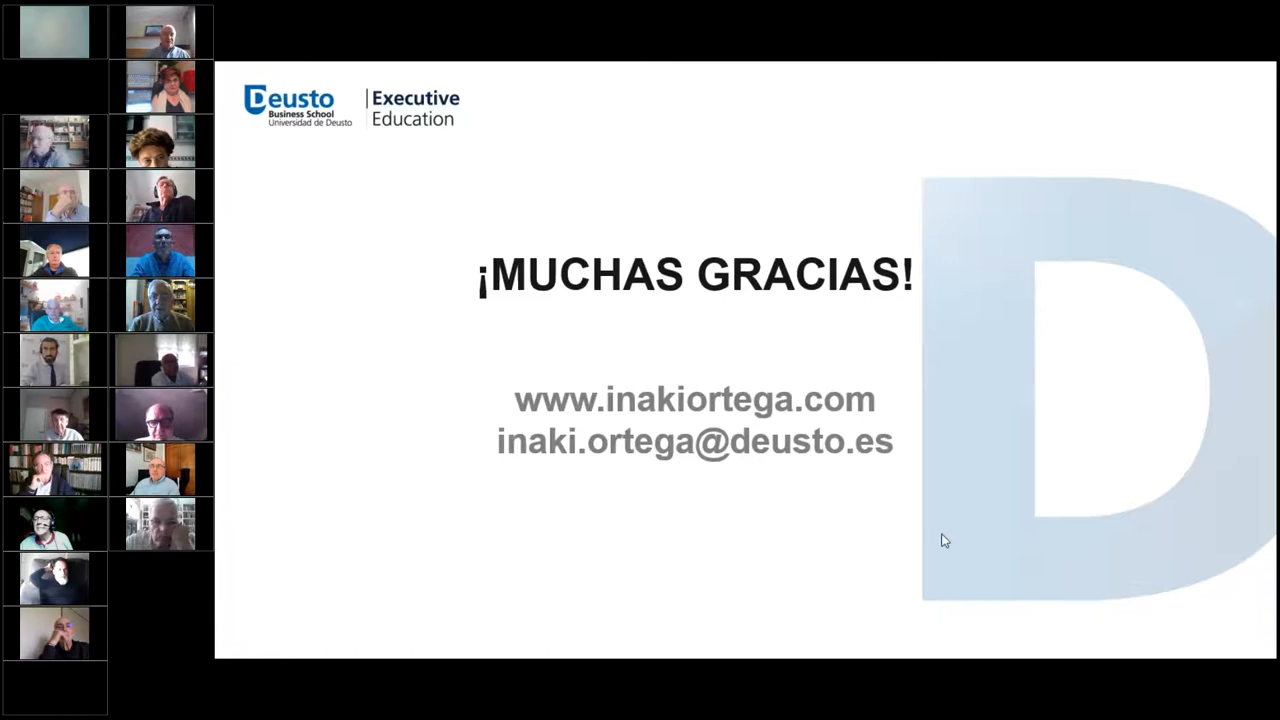 Deusto
Business School
Universidad de Deusto
Executive
Education
¡MUCHAS GRACIAS!
www.inakiortega.com
inaki.ortega@deusto.es